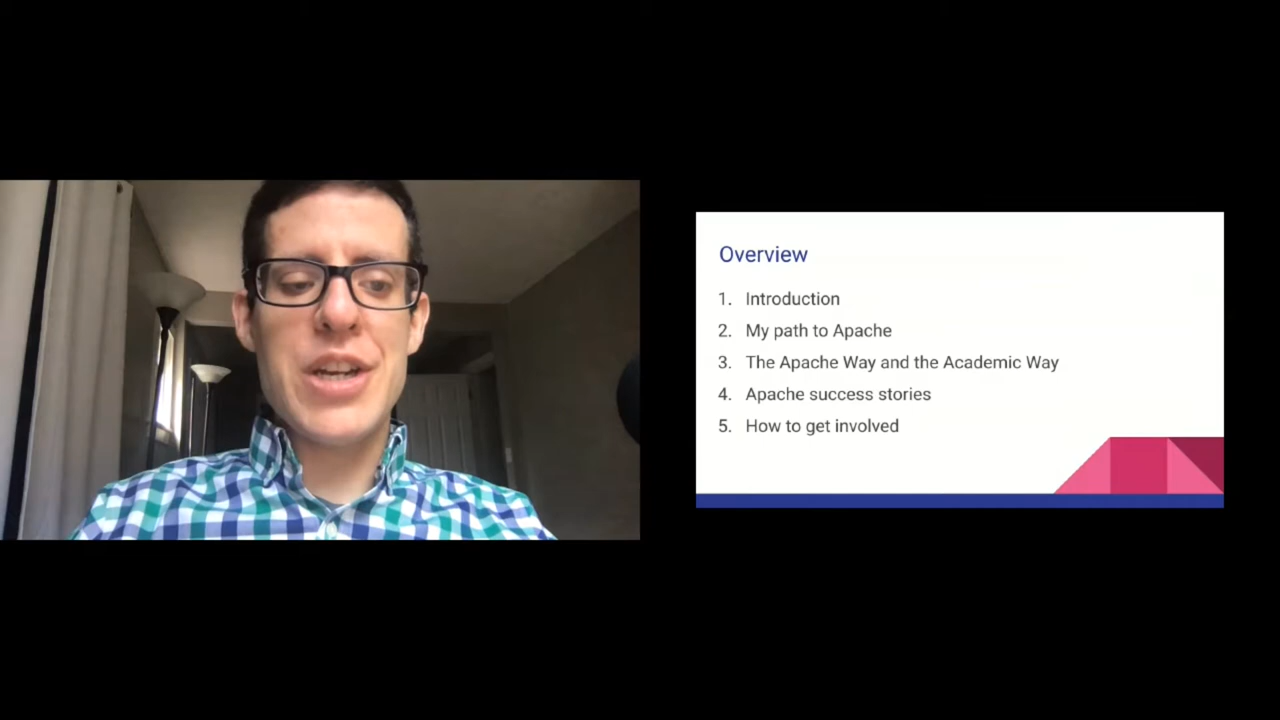 Overview
1. Introduction
2. My path to Apache
3. The Apache Way and the Academic Way
4. Apache success stories
5. How to get involved